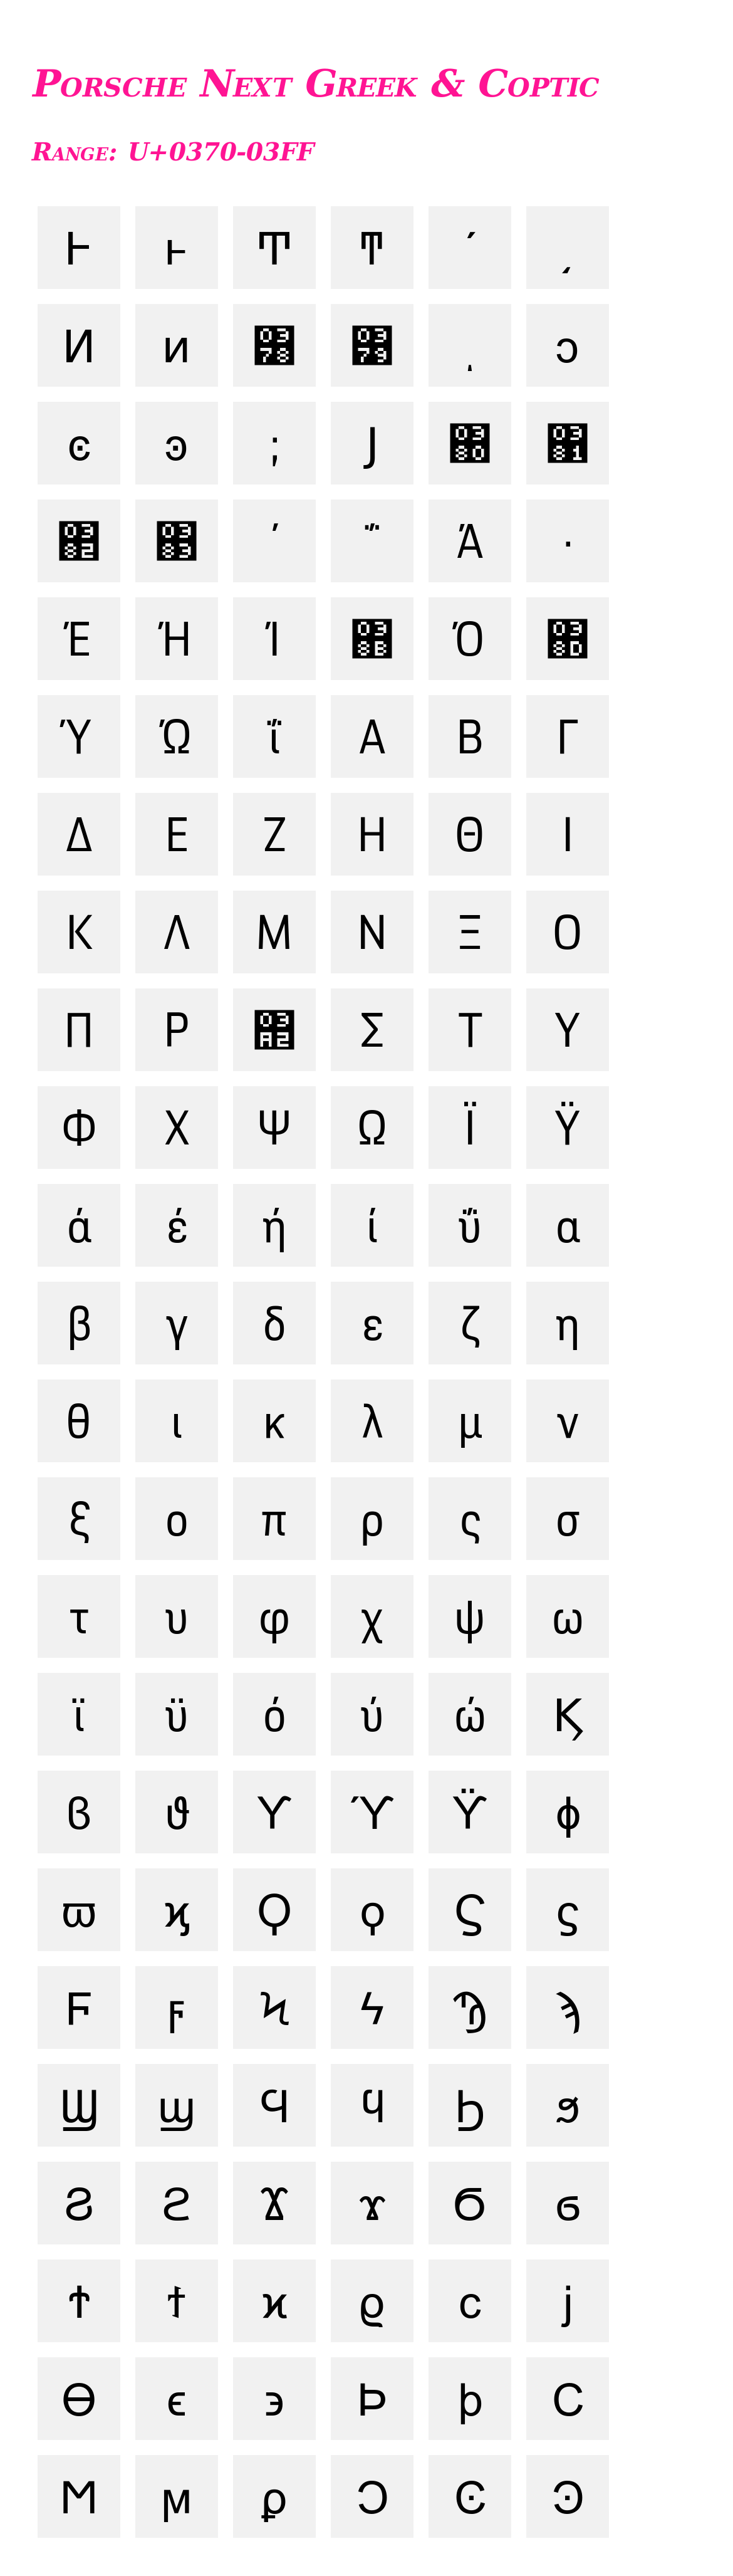 Porsche Next Greek & Coptic
Range: U+0370-03FF
Ͱ ͱ Ͳ ͳ ʹ ͵
Ͷ ͷ 0378 0379 ͺ ͻ
ͼ ͽ ; Ϳ 0380 0381
0382 0383 ΄ ΅ Ά ·
Έ Ή Ί 038B Ό 038D
Ύ Ώ ΐ Α Β Γ
Δ Ε Ζ Η Θ Ι
Κ Λ Μ Ν Ξ Ο
Π Ρ 03A2 Σ Τ Υ
Φ Χ Ψ Ω Ϊ Ϋ
ά έ ή ί ΰ α
β γ δ ε ζ η
θ ι κ λ μ ν
ξ ο π ρ ς σ
τ υ φ χ ψ ω
ϊ ϋ ό ύ ώ Ϗ
ϐ ϑ ϒ ϓ ϔ ϕ
ϖ ϗ Ϙ ϙ Ϛ ϛ
Ϝ ϝ Ϟ ϟ Ϡ ϡ
Ϣ ϣ Ϥ ϥ Ϧ ϧ
Ϩ ϩ Ϫ ϫ Ϭ ϭ
Ϯ ϯ ϰ ϱ ϲ ϳ
ϴ ϵ ϶ Ϸ ϸ Ϲ
Ϻ ϻ ϼ Ͻ Ͼ Ͽ